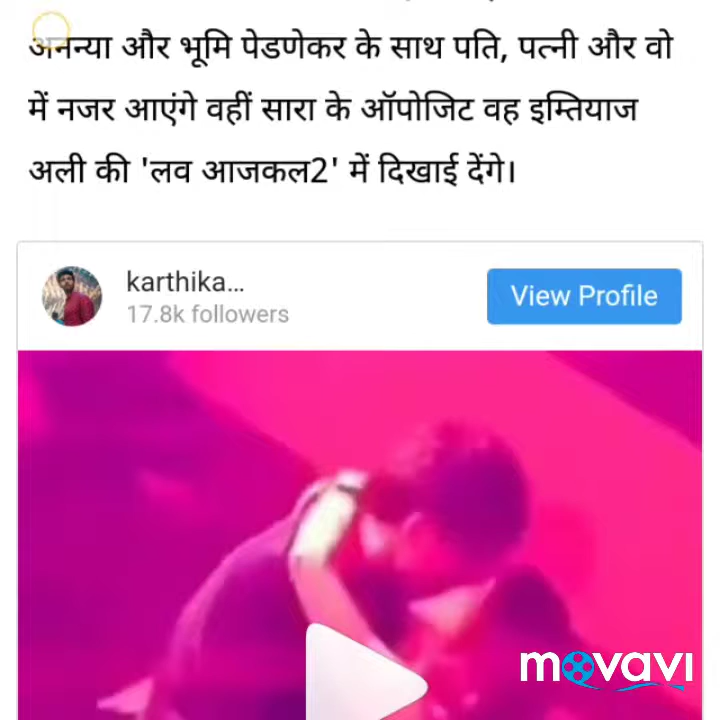 अनन्या और भूमि पेडणेकर के साथ पति, पत्नी और वो
में नजर आएंगे वहीं सारा के ऑपोजिट वह इम्तियाज
अली की 'लव आजकल2' में दिखाई देंगे।
karthika...
View Profile
17.8k followers
movavi